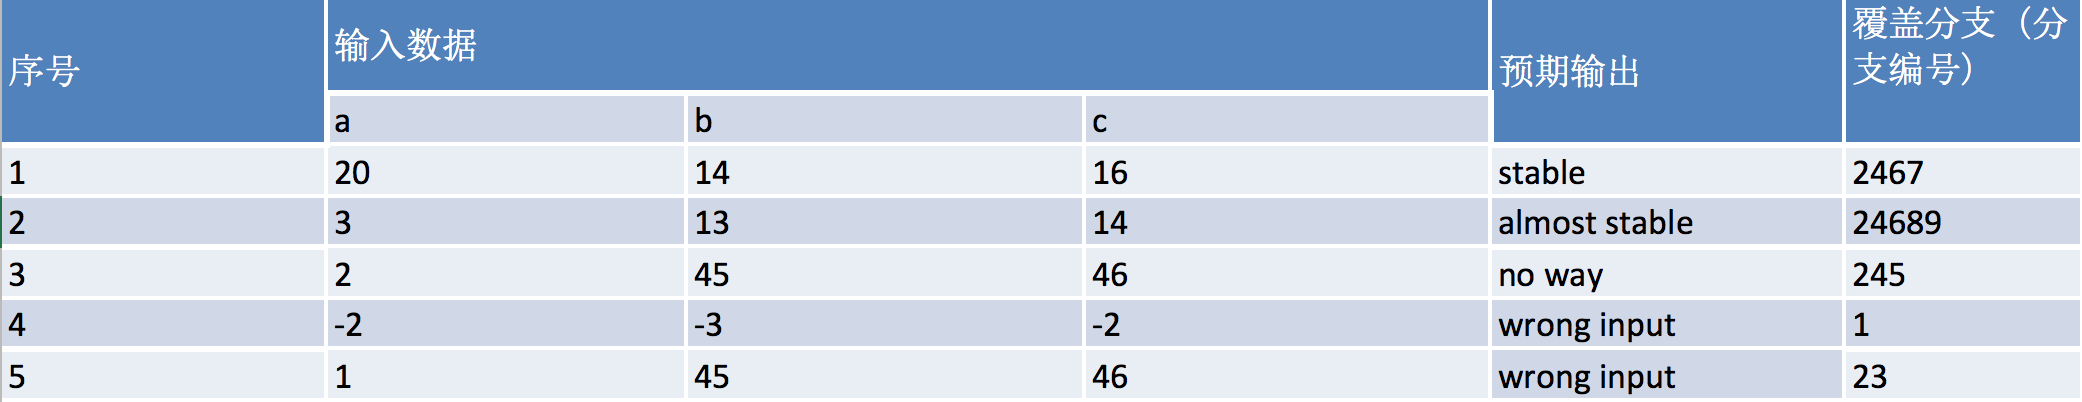 序号 输入数据 预期输出 覆盖分支（分
支编号）
a b c
1 20 14 16 stable 2467
2 3 13 14 almost stable 24689
3 2 45 46 no way 245
4 -2 -3 -2 wrong input 1
5 1 45 46 wrong input 23